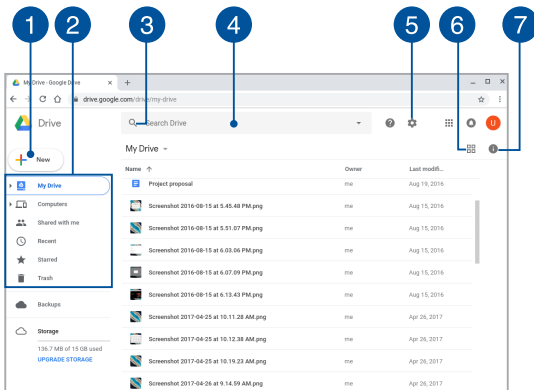 1 2 3 4 5 6 7
My Drive - Google Drive
drive.google.com/drive/my-drive
Drive
Search Drive
U
New
My Drive
Name Owner Last modifi...
My Drive
Project proposal me Aug 19, 2016
Computers
Screenshot 2016-08-15 at 5.45.48 PM.png me Aug 15, 2016
Shared with me
Screenshot 2016-08-15 at 5.51.07 PM.png me Aug 15, 2016
Recent
Screenshot 2016-08-15 at 6.03.06 PM.png me Aug 15, 2016
Starred
Screenshot 2016-08-15 at 6.07.09 PM.png me Aug 15, 2016
Trash
Screenshot 2016-08-15 at 6.13.43 PM.png me Aug 15, 2016
Backups
Screenshot 2017-04-25 at 10.11.28 AM.png me Apr 26, 2017
Storage
Screenshot 2017-04-25 at 10.12.38 AM.png me Apr 26, 2017
136.7 MB of 15 GB used
UPGRADE STORAGE
Screenshot 2017-04-25 at 10.19.23 AM.png me Apr 26, 2017
Screenshot 2017-04-26 at 9.14.59 AM.png me Apr 26, 2017